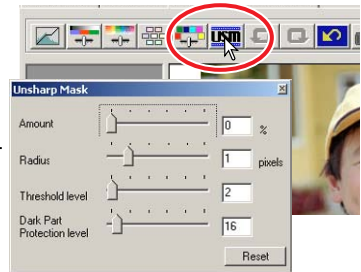 USM
Unsharp Mask
Amount 0 %
Radius 1 pixels
Threshold level 2
Dark Part
Protection level 16
Reset